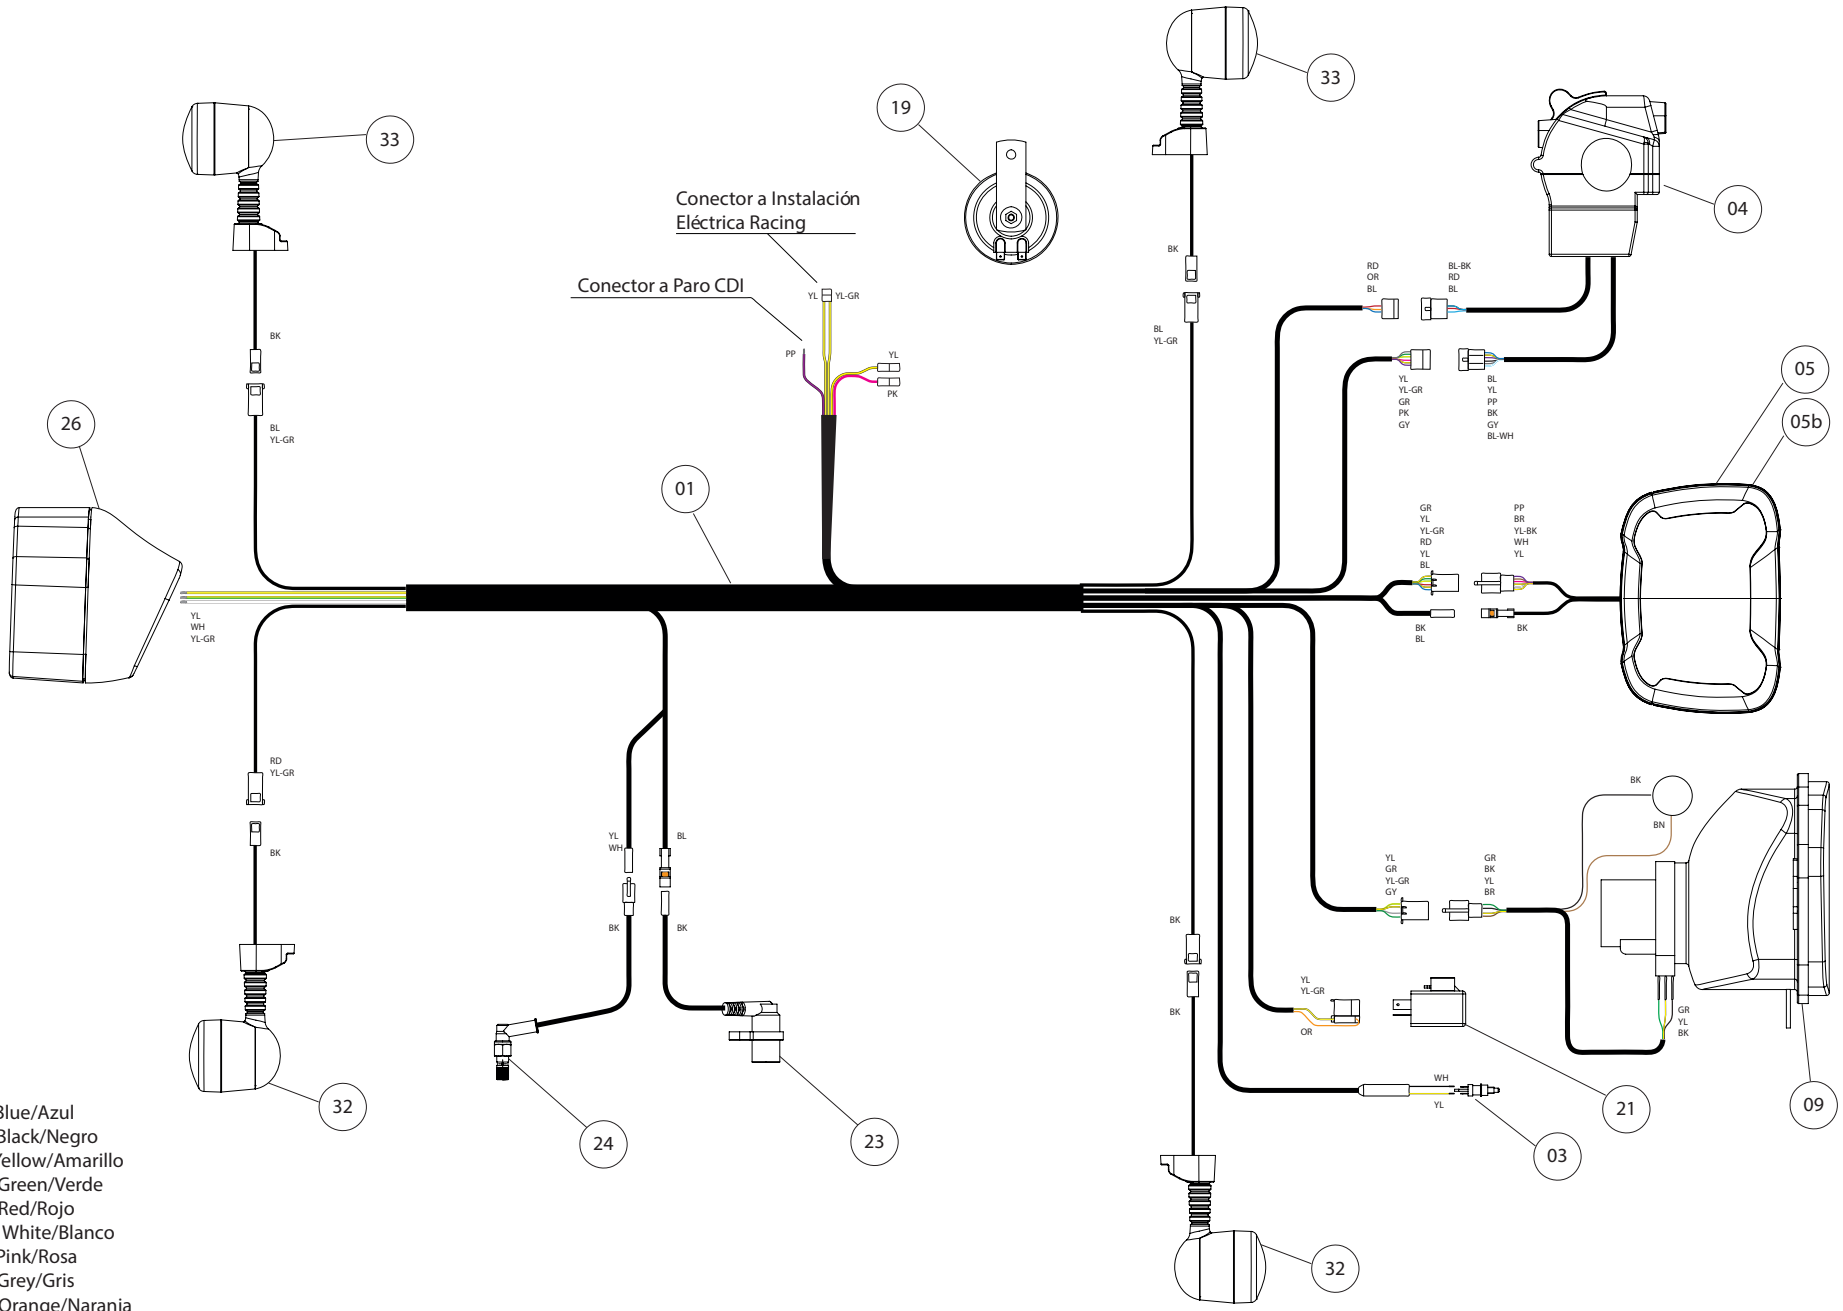 33
33
19
04
Conector a Instalación
Eléctrica Racing
Conector a Paro CDI
YL
YL-GR
PP
YL
PK
BK
BL
YL-GR
BK
BL
YL-GR
RD
OR
BL
BL-BK
RD
BL
YL
YL-GR
GR
PK
GY
BL
YL
PP
BK
GY
BL-WH
05
05b
26
01
GR
YL
YL-GR
RD
YL
BL
PP
BR
YL-BK
WH
YL
BK
BL
BK
YL
WH
YL-GR
RD
YL-GR
BK
YL
WH
BL
BK
BK
BK
BK
BK
BN
YL
GR
YL-GR
GY
GR
BK
YL
BR
YL
YL-GR
OR
GR
YL
BK
WH
YL
32
24
23
03
21
09
32
Blue/Azul
Black/Negro
Yellow/Amarillo
Green/Verde
Red/Rojo
White/Blanco
Pink/Rosa
Grey/Gris
Orange/Naranja